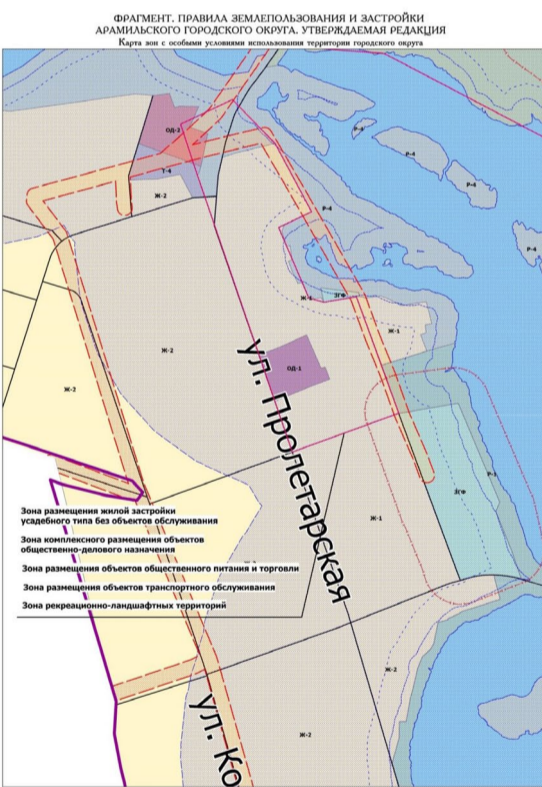 ФРАГМЕНТ. ПРАВИЛА ЗЕМЛЕПОЛЬЗОВАНИЯ И ЗАСТРОЙКИ
АРАМИЛЬСКОГО ГОРОДСКОГО ОКРУГА. УТВЕРЖДАЕМАЯ РЕДАКЦИЯ
Карта зон с особыми условиями использования территории городского округа
ОД-2
Р-4
Р-4
Т-4
Р-4
Ж-2
Р-4
Р-4
Ж-1
ЗГФ
Ж-1
Ж-2
ОД-1
Ж-2
ул. Пролетарская
Р-1
ЗГФ
Ж-1
Зона размещения жилой застройки
усадебного типа без объектов обслуживания
Зона комплексного размещения объектов
общественно-делового назначения
Зона размещения объектов общественного питания и торговли
Зона размещения объектов транспортного обслуживания
Зона рекреационно-ландшафтных территорий
Ж-2
ул. Ко
Ж-2